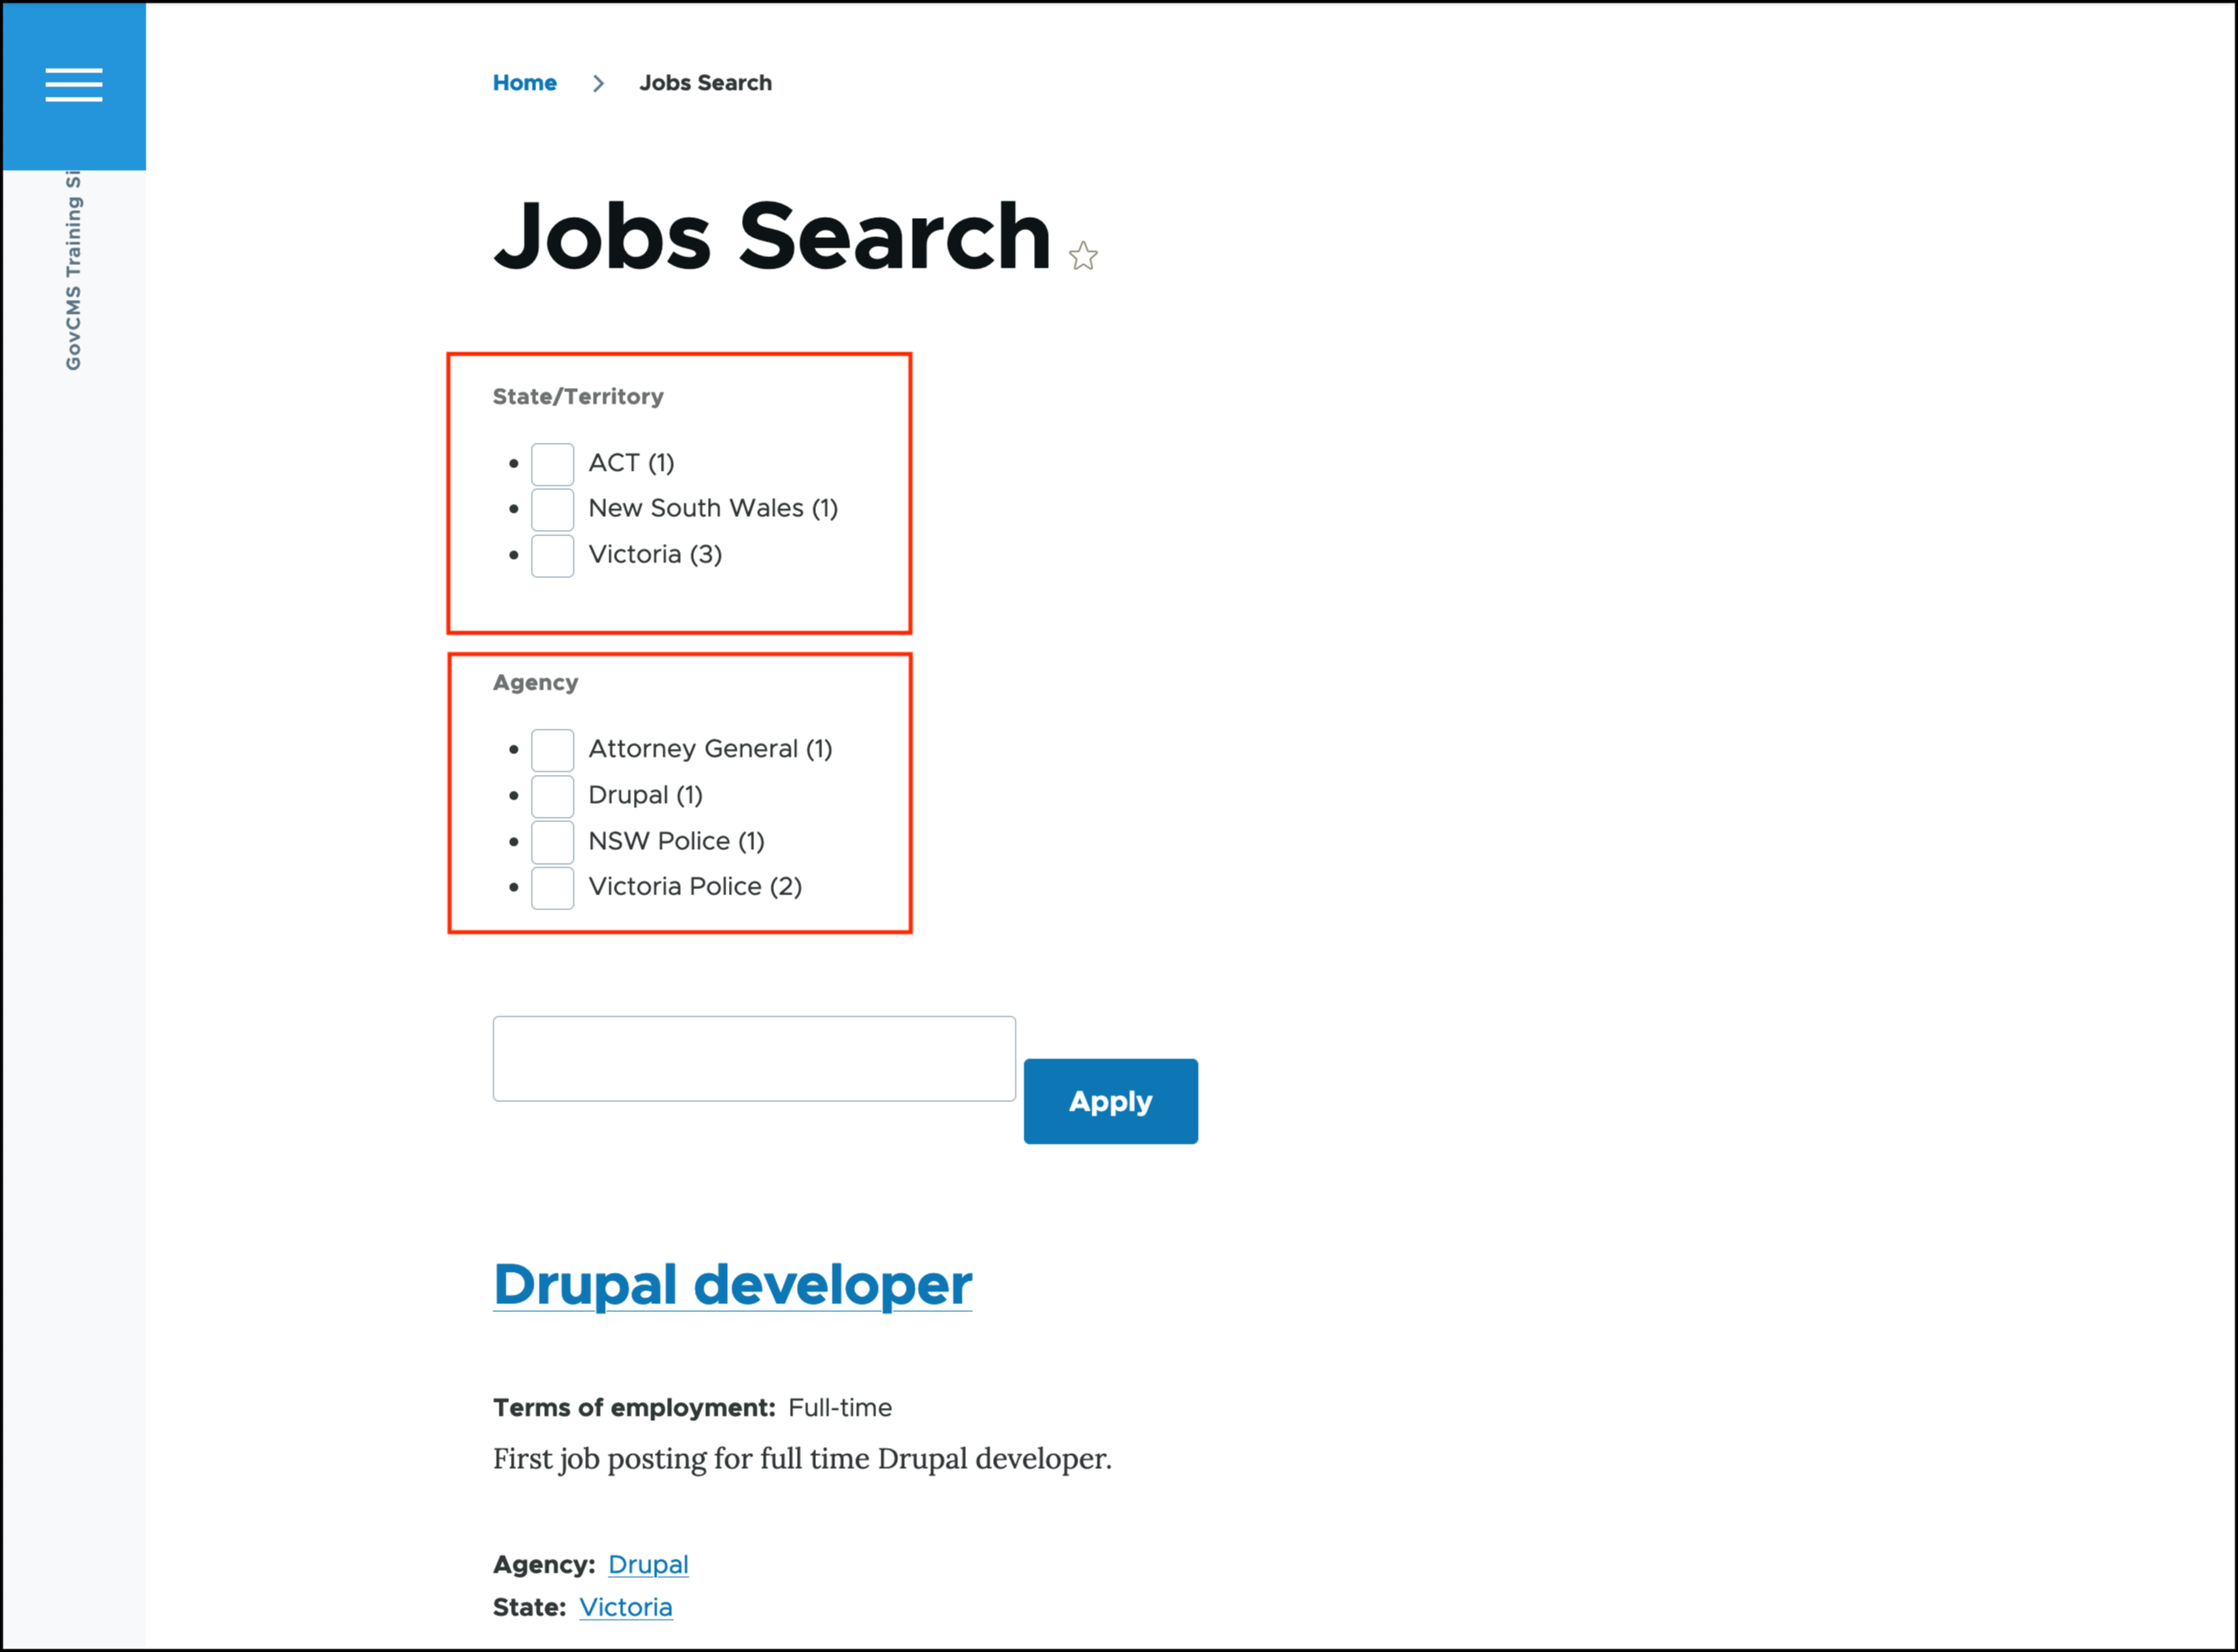 Home > Jobs Search
GovCMS Training Si
Jobs Search
State/Territory
ACT (1)
New South Wales (1)
Victoria (3)
Agency
Attorney General (1)
Drupal (1)
NSW Police (1)
Victoria Police (2)
Apply
Drupal developer
Terms of employment: Full-time
First job posting for full time Drupal developer.
Agency: Drupal
State: Victoria